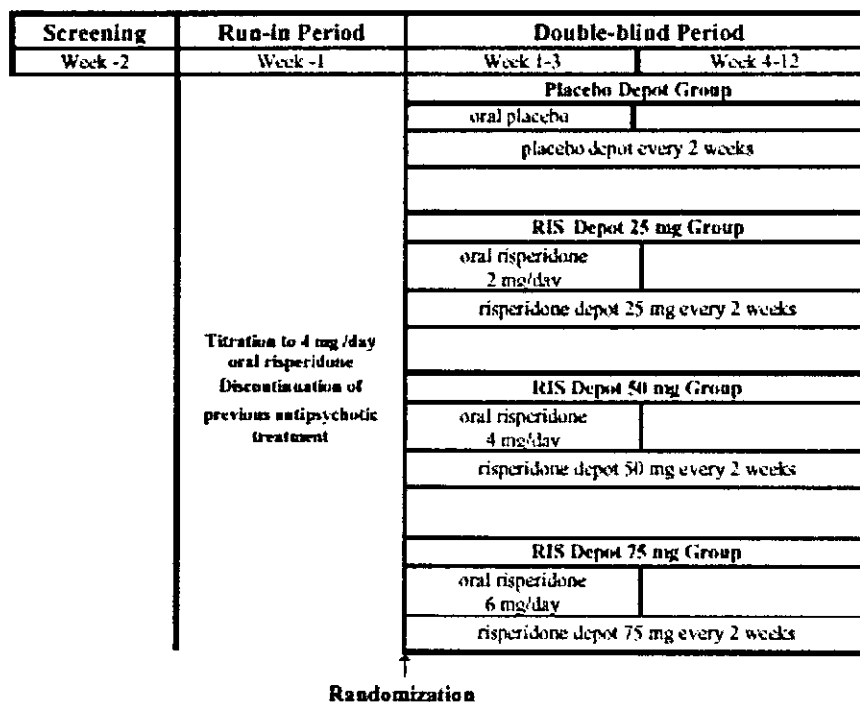 Screening Run-in Period Double-blind Period
Week -2 Week -1 Week 1-3 Week 4-12
Placebo Depot Group
oral placebo
placebo depot every 2 weeks
RIS Depot 25 mg Group
oral risperidone
2 mg/day
risperidone depot 25 mg every 2 weeks
Titration to 4 mg /day
oral risperidone
Discontinuation of
previous antipsychotic
treatment
RIS Depot 50 mg Group
oral risperidone
4 mg/day
risperidone depot 50 mg every 2 weeks
RIS Depot 75 mg Group
oral risperidone
6 mg/day
risperidone depot 75 mg every 2 weeks
Randomization